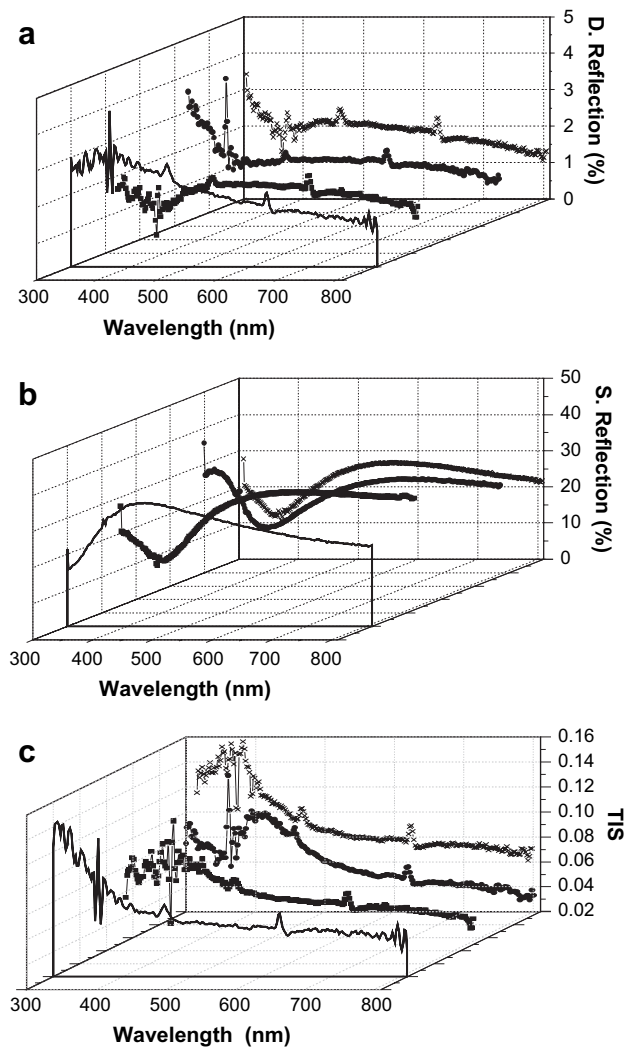 a
5
4
3
2
1
0
D. Reflection (%)
300 400 500 600 700 800
Wavelength (nm)
b
50
40
30
20
10
0
S. Reflection (%)
300 400 500 600 700 800
Wavelength (nm)
c
0.16
0.14
0.12
0.10
0.08
0.06
0.04
0.02
TIS
300 400 500 600 700 800
Wavelength (nm)